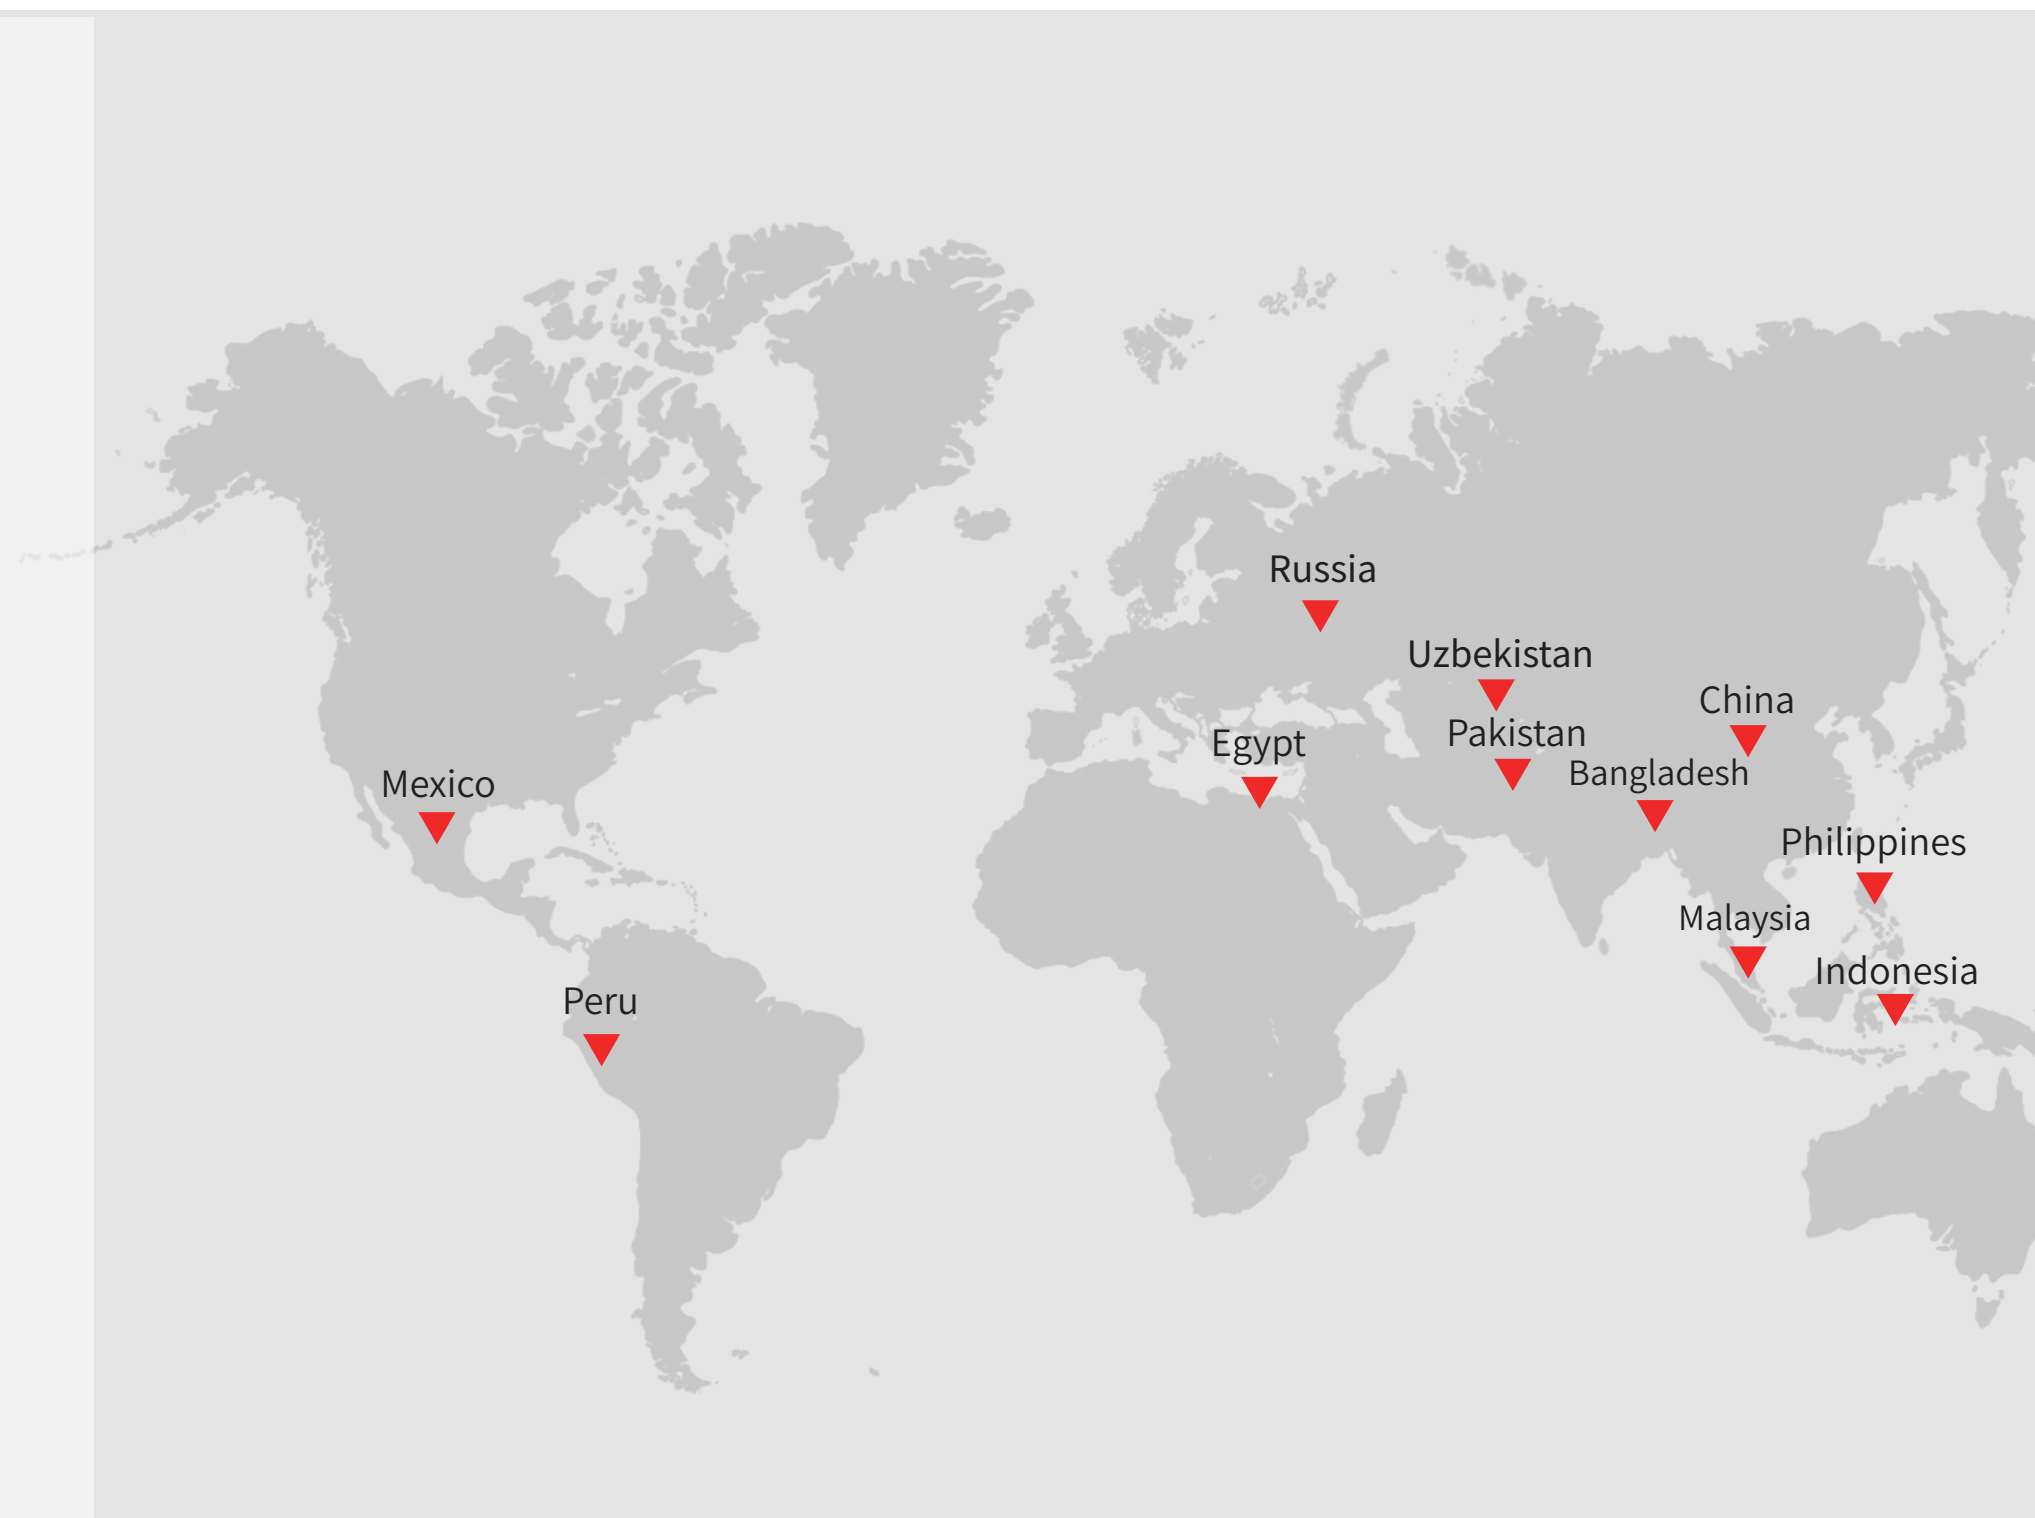 Russia
Uzbekistan
China
Pakistan
Egypt
Bangladesh
Mexico
Philippines
Malaysia
Indonesia
Peru